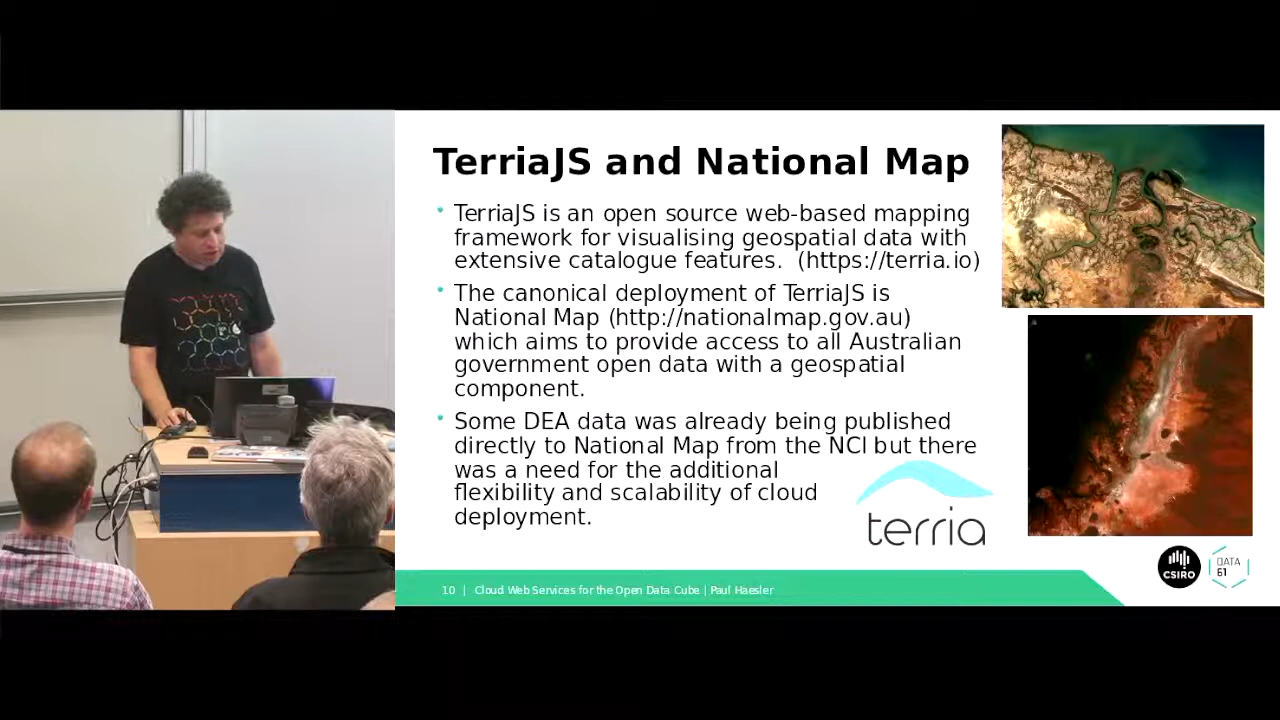 TerriaJS and National Map
TerriaJS is an open source web-based mapping
framework for visualising geospatial data with
extensive catalogue features.  (https://terria.io)
The canonical deployment of TerriaJS is
National Map (http://nationalmap.gov.au)
which aims to provide access to all Australian
government open data with a geospatial
component.
Some DEA data was already being published
directly to National Map from the NCI but there
was a need for the additional
flexibility and scalability of cloud
deployment.
terria
CSIRO
DATA
61
10 | Cloud Web Services for the Open Data Cube | Paul Haesler